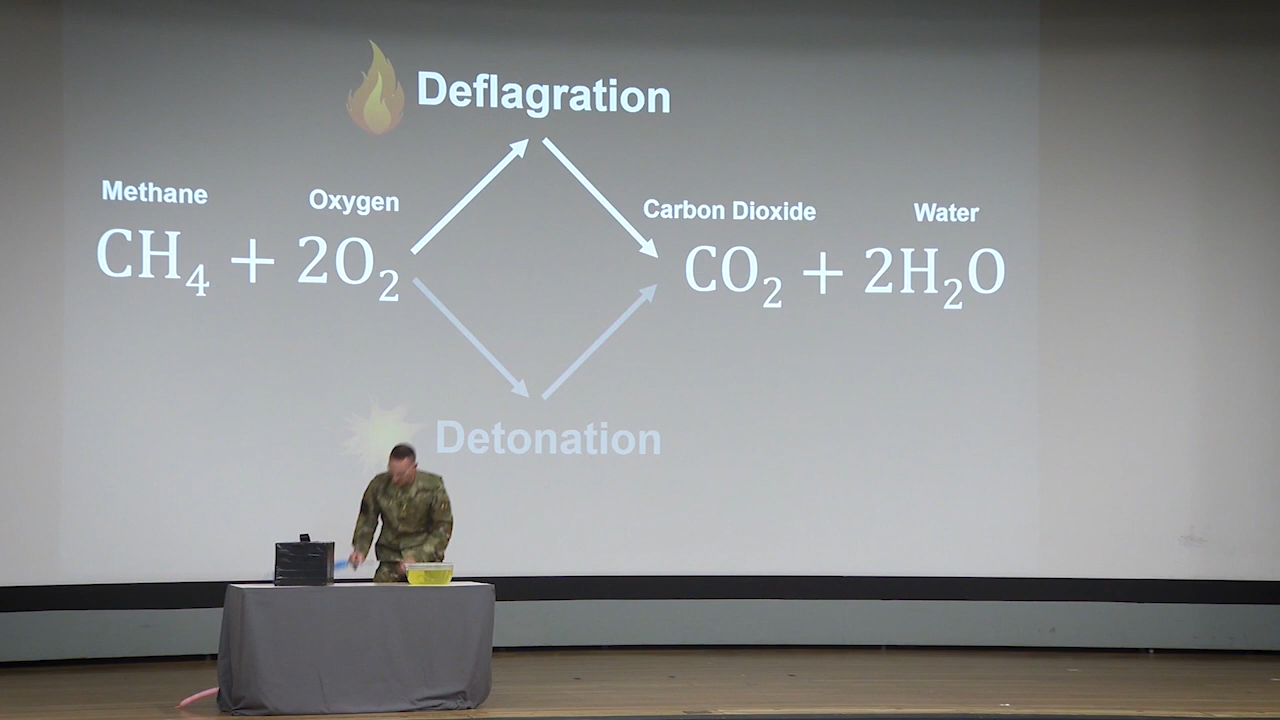 Deflagration
Methane Oxygen Carbon Dioxide Water
CH₄ + 2O₂ CO₂ + 2H₂O
Detonation